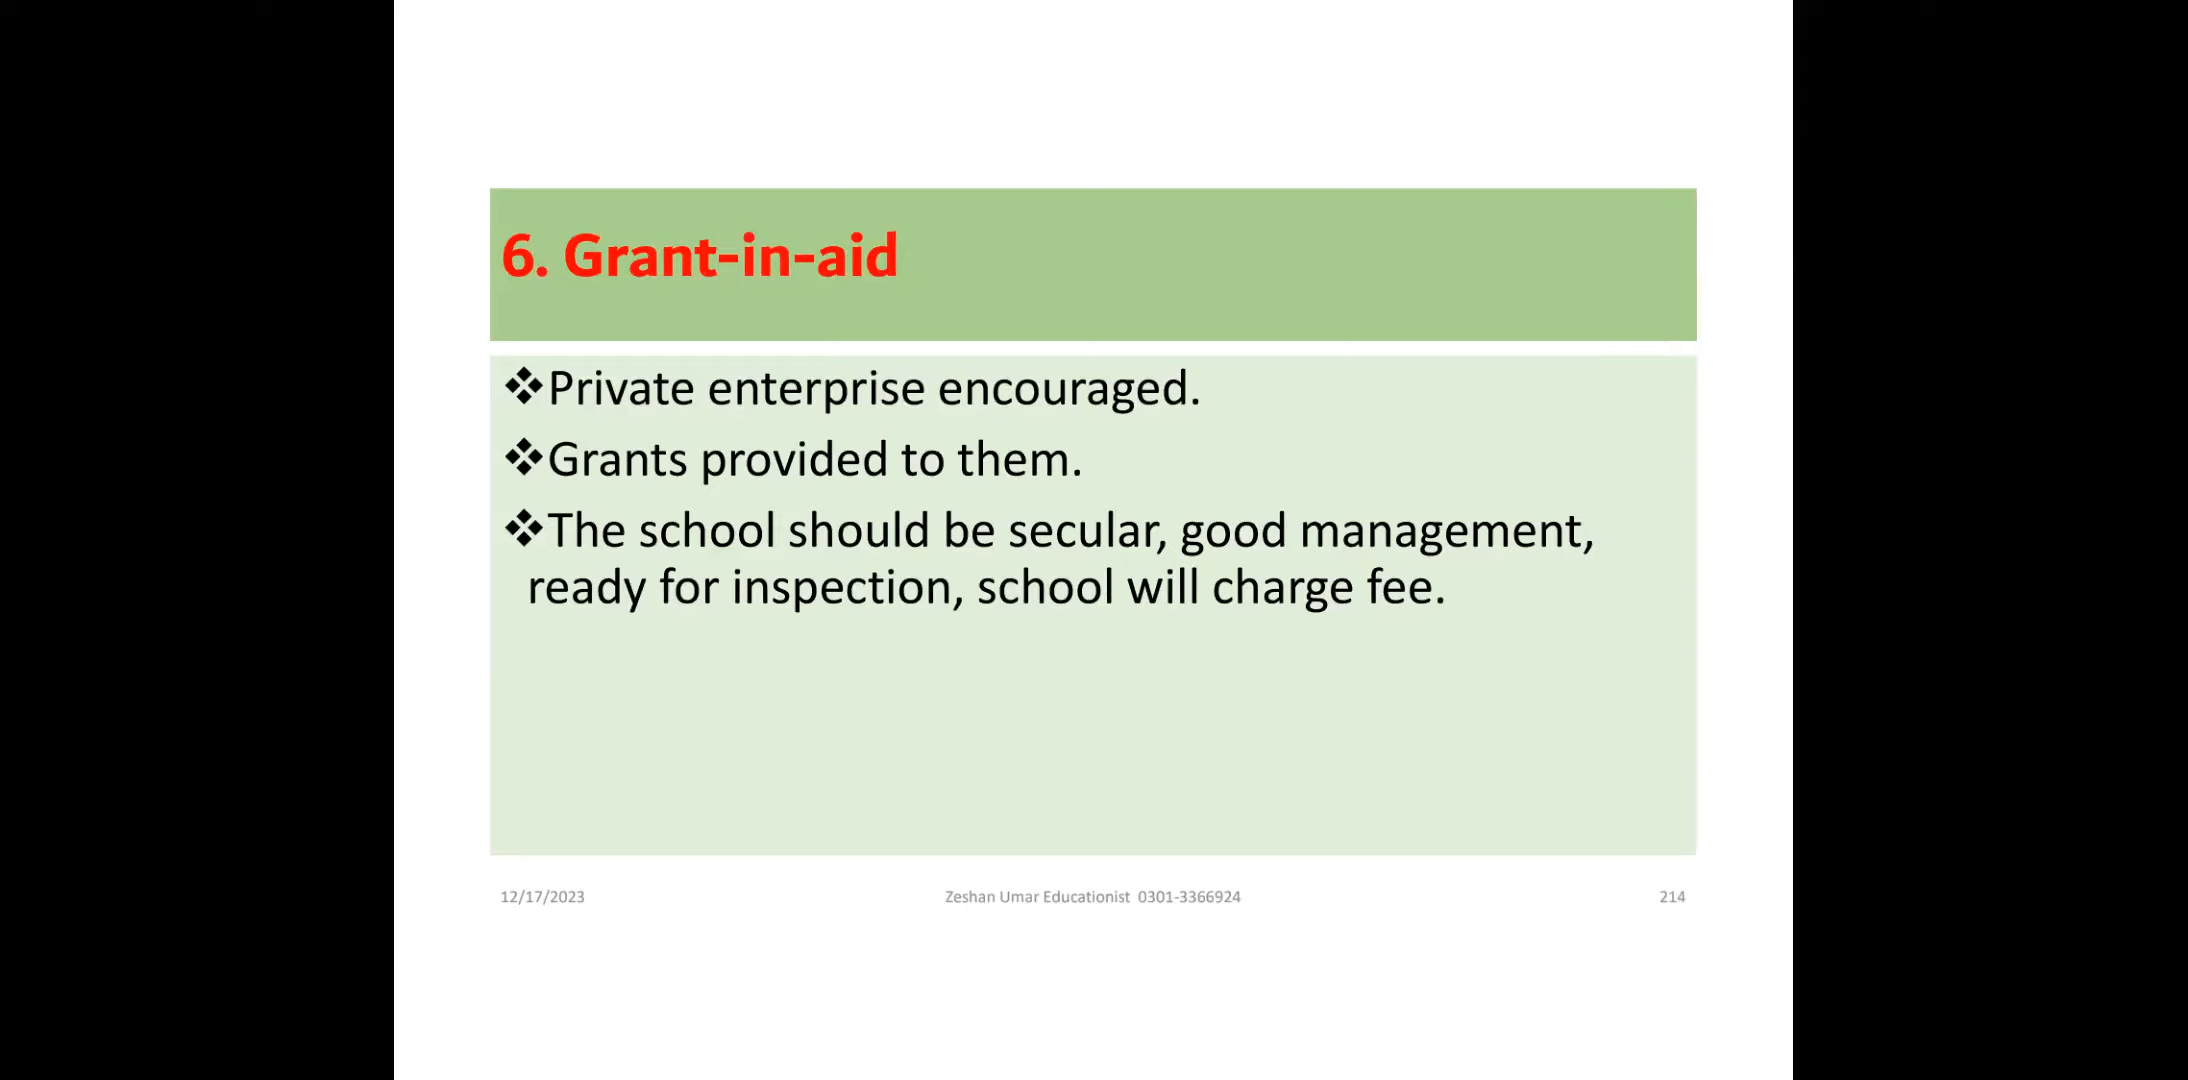 6. Grant-in-aid
❖Private enterprise encouraged.
❖Grants provided to them.
❖The school should be secular, good management,
ready for inspection, school will charge fee.
12/17/2023
Zeshan Umar Educationist 0301-3366924
214